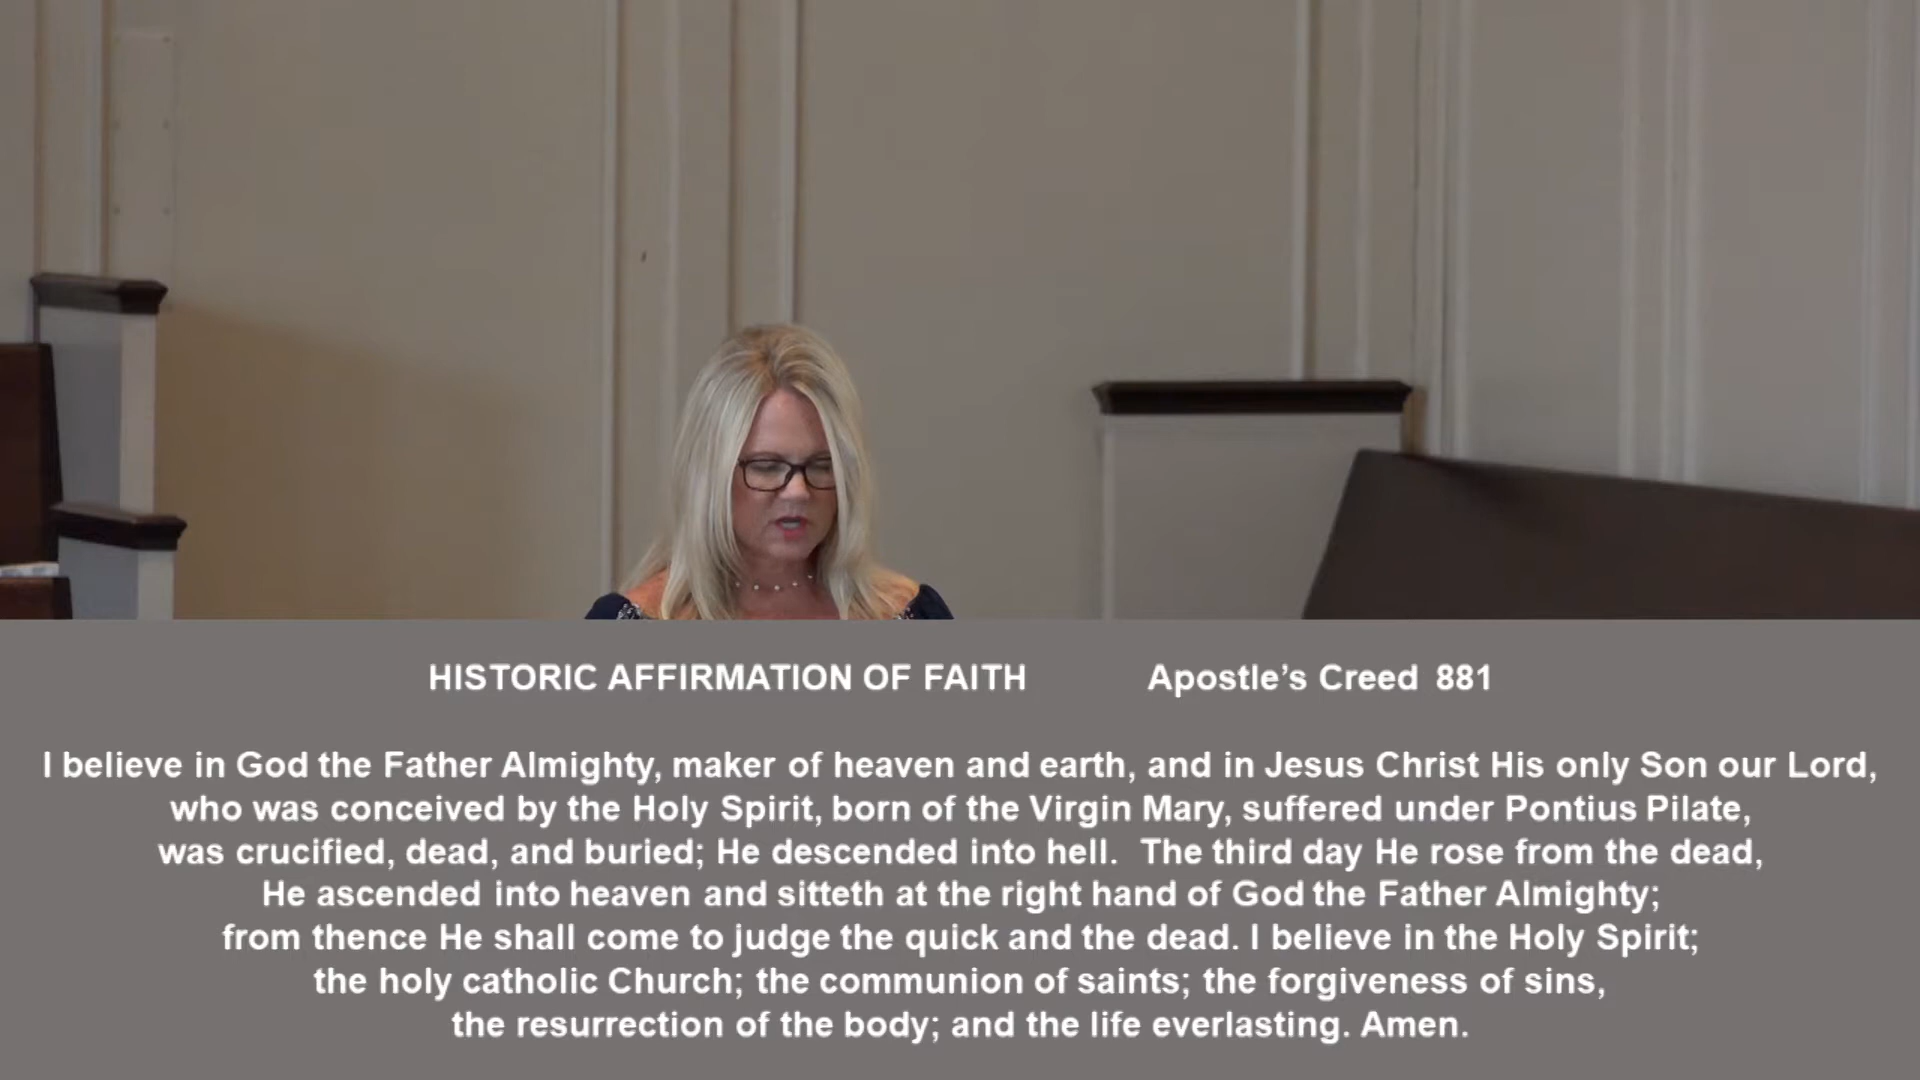 HISTORIC AFFIRMATION OF FAITH Apostle’s Creed 881
I believe in God the Father Almighty, maker of heaven and earth, and in Jesus Christ His only Son our Lord,
who was conceived by the Holy Spirit, born of the Virgin Mary, suffered under Pontius Pilate,
was crucified, dead, and buried; He descended into hell. The third day He rose from the dead,
He ascended into heaven and sitteth at the right hand of God the Father Almighty;
from thence He shall come to judge the quick and the dead. I believe in the Holy Spirit;
the holy catholic Church; the communion of saints; the forgiveness of sins,
the resurrection of the body; and the life everlasting. Amen.